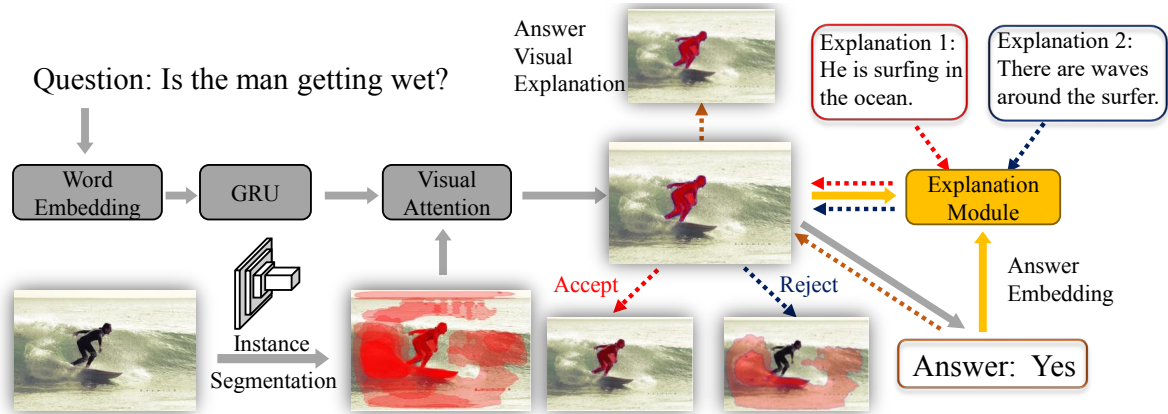 Question: Is the man getting wet?
Answer
Visual
Explanation
Explanation 1:
He is surfing in
the ocean.
Explanation 2:
There are waves
around the surfer.
Word
Embedding
GRU
Visual
Attention
Explanation
Module
Accept
Reject
Answer
Embedding
Instance
Segmentation
Answer: Yes